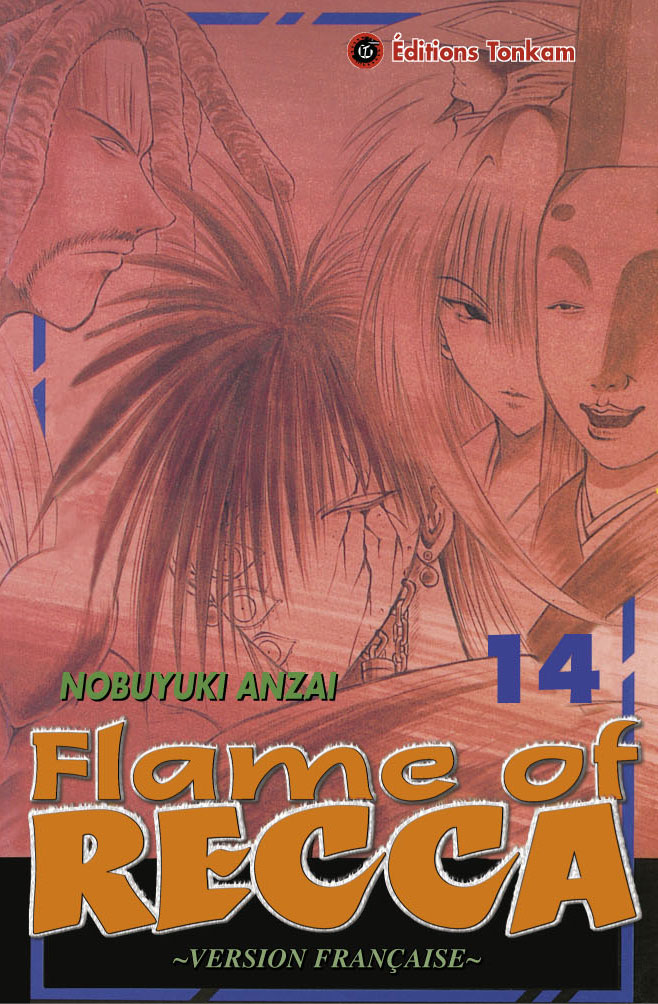 Éditions Tonkam
14
NOBUYUKI ANZAI
Flame of
RECCA
~VERSION FRANÇAISE~